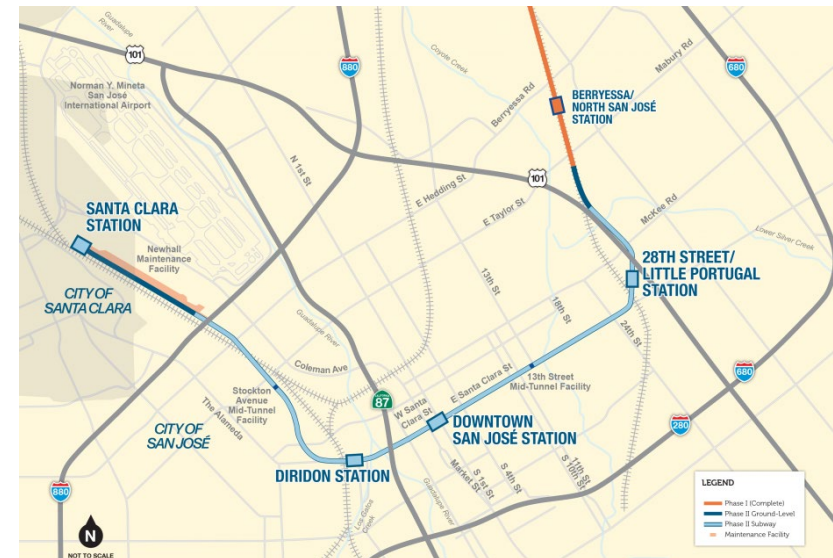 Guadalupe
River
101
880
Coyote Creek
Mabury Rd
680
Norman Y. Mineta
San José
International Airport
Berryessa Rd
BERRYESSA/
NORTH SAN JOSÉ
STATION
N 1st St
101
E Hedding St
E Taylor St
McKee Rd
Lower Silver Creek
SANTA CLARA
STATION
Newhall
Maintenance
Facility
28TH STREET/
LITTLE PORTUGAL
STATION
CITY OF
SANTA CLARA
13th St
18th St
24th St
Guadalupe River
Coleman Ave
E Santa Clara St
13th Street
Mid-Tunnel Facility
680
87
Stockton
Avenue
Mid-Tunnel
Facility
The Alameda
W Santa
Clara St
DOWNTOWN
SAN JOSÉ STATION
280
CITY OF
SAN JOSÉ
DIRIDON STATION
Market St
S 1st St
S 4th St
S 10th St
11th St
Los Gatos
Creek
Guadalupe River
880
N
NOT TO SCALE
LEGEND
Phase I (Complete)
Phase II Ground-Level
Phase II Subway
Maintenance Facility